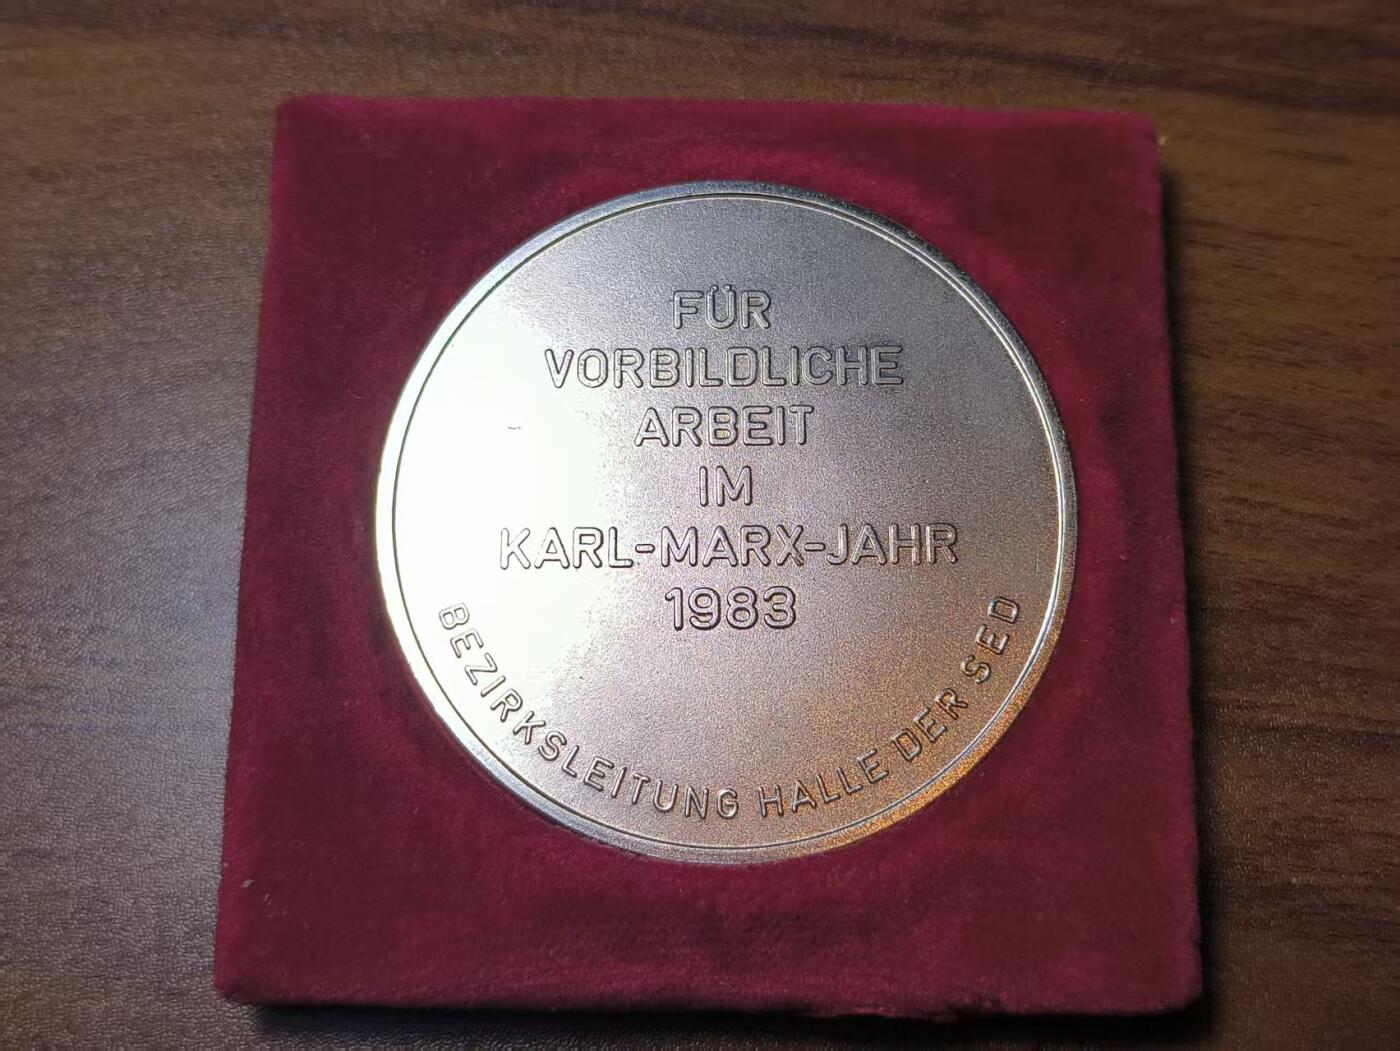 FÜR
VORBILDLICHE
ARBEIT
IM
KARL-MARX-JAHR
1983
BEZIRKSLEITUNG HALLE DER SED